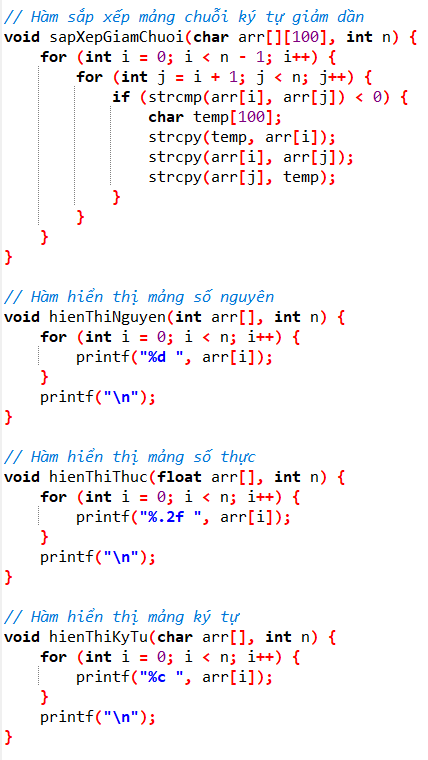 // Hàm sắp xếp mảng chuỗi ký tự giảm dần
void sapXepGiamChuoi(char arr[][100], int n) {
    for (int i = 0; i < n - 1; i++) {
        for (int j = i + 1; j < n; j++) {
            if (strcmp(arr[i], arr[j]) < 0) {
                char temp[100];
                strcpy(temp, arr[i]);
                strcpy(arr[i], arr[j]);
                strcpy(arr[j], temp);
            }
        }
    }
}

// Hàm hiển thị mảng số nguyên
void hienThiNguyen(int arr[], int n) {
    for (int i = 0; i < n; i++) {
        printf("%d ", arr[i]);
    }
    printf("\n");
}

// Hàm hiển thị mảng số thực
void hienThiThuc(float arr[], int n) {
    for (int i = 0; i < n; i++) {
        printf("%.2f ", arr[i]);
    }
    printf("\n");
}

// Hàm hiển thị mảng ký tự
void hienThiKyTu(char arr[], int n) {
    for (int i = 0; i < n; i++) {
        printf("%c ", arr[i]);
    }
    printf("\n");
}